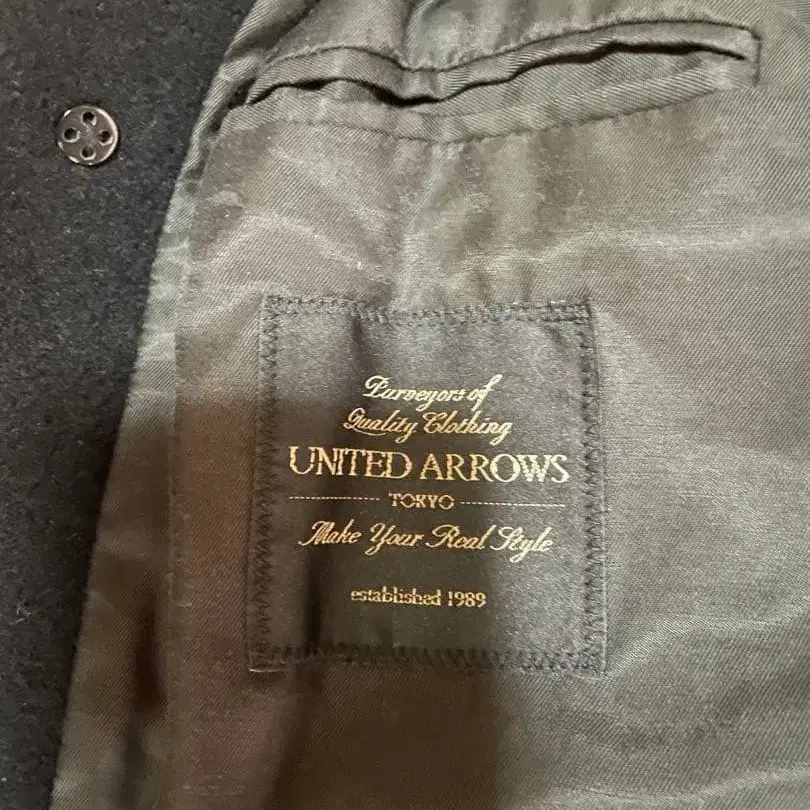 Purveyors of
Quality Clothing
UNITED ARROWS
TOKYO
Make Your Real Style
established 1989